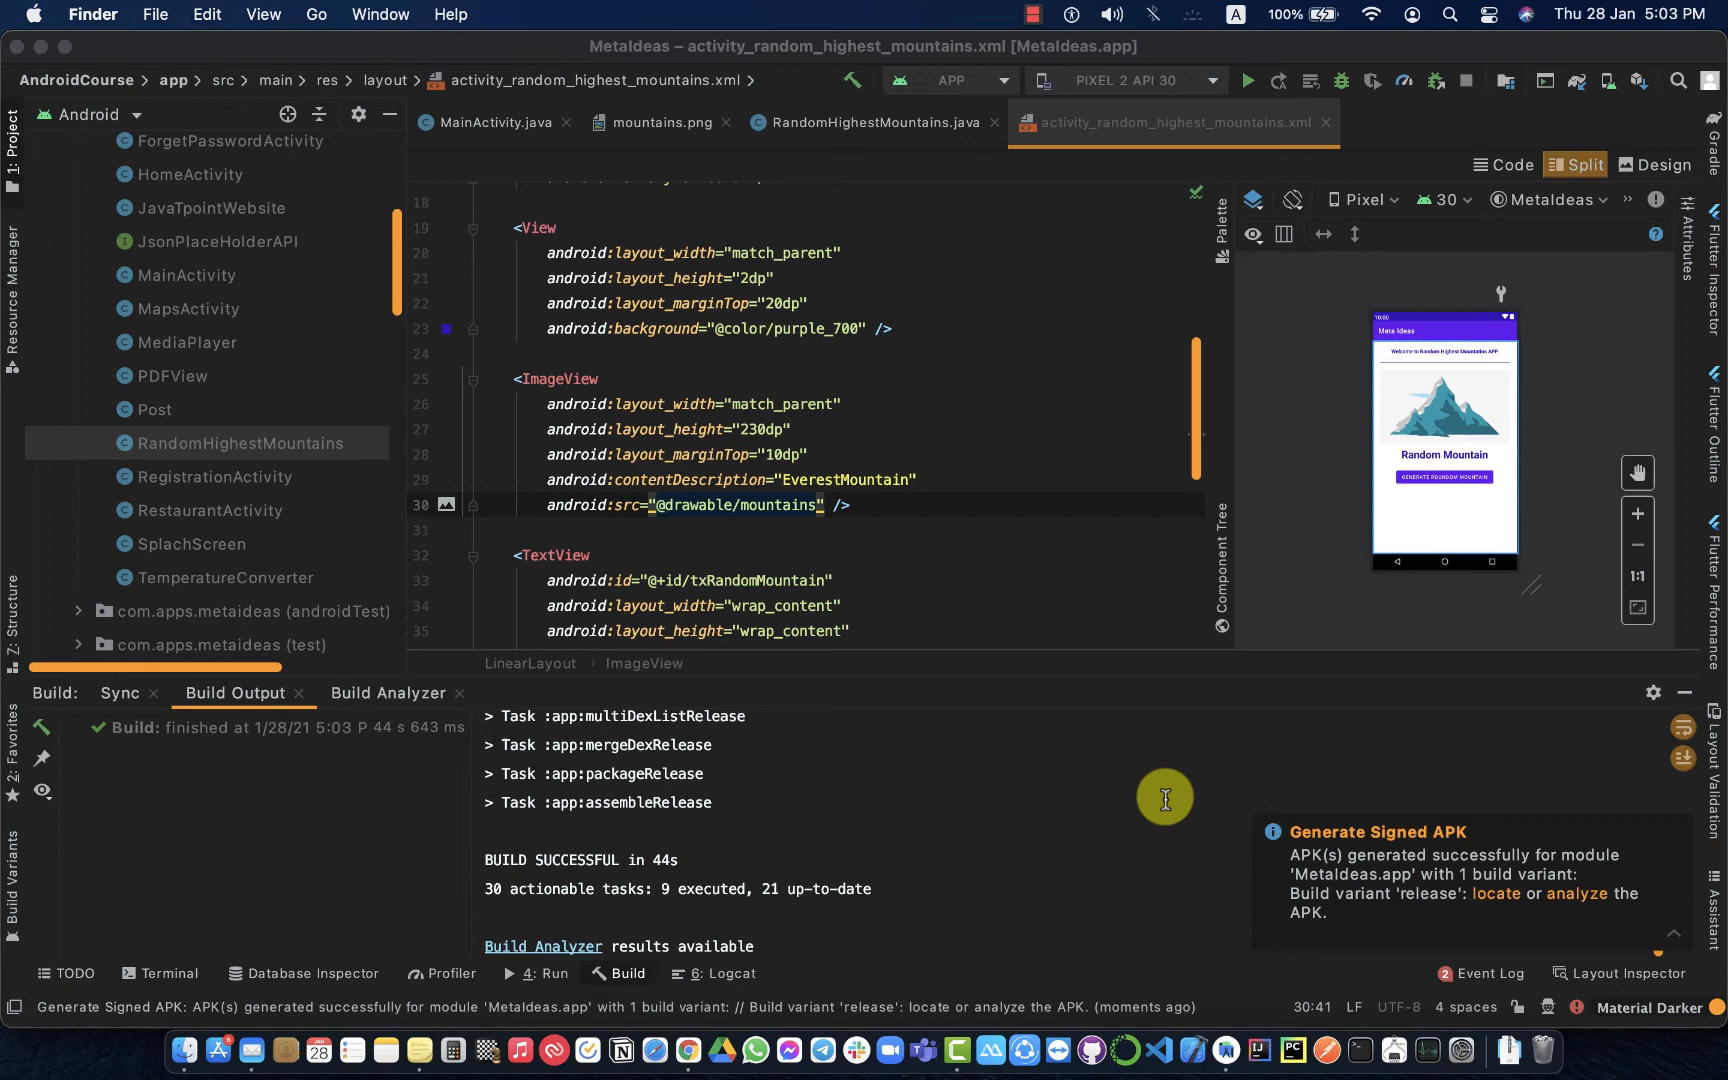 Finder File Edit View Go Window Help A 100% Thu 28 Jan 5:03 PM
MetaIdeas – activity_random_highest_mountains.xml [MetaIdeas.app]
AndroidCourse > app > src > main > res > layout > activity_random_highest_mountains.xml > APP PIXEL 2 API 30
Android
MainActivity.java mountains.png RandomHighestMountains.java activity_random_highest_mountains.xml
Code Split Design
1: Project
Resource Manager
Z: Structure
2: Favorites
Build Variants
ForgetPasswordActivity
HomeActivity
JavaTpointWebsite
JsonPlaceHolderAPI
MainActivity
MapsActivity
MediaPlayer
PDFView
Post
RandomHighestMountains
RegistrationActivity
RestaurantActivity
SplachScreen
TemperatureConverter
com.apps.metaideas (androidTest)
com.apps.metaideas (test)
18
19 <View
20 android:layout_width="match_parent"
21 android:layout_height="2dp"
22 android:layout_marginTop="20dp"
23 android:background="@color/purple_700" />
24
25 <ImageView
26 android:layout_width="match_parent"
27 android:layout_height="230dp"
28 android:layout_marginTop="10dp"
29 android:contentDescription="EverestMountain"
30 android:src="@drawable/mountains" />
31
32 <TextView
33 android:id="@+id/txRandomMountain"
34 android:layout_width="wrap_content"
35 android:layout_height="wrap_content"
LinearLayout > ImageView
Palette
Component Tree
Pixel 30 MetaIdeas
10:00
Meta Ideas
Welcome to Random Highest Mountatins APP
Random Mountain
GENERATE ROUNDOM MOUNTAIN
1:1
Attributes
Gradle
Flutter Inspector
Flutter Outline
Flutter Performance
Layout Validation
Assistant
Build: Sync Build Output Build Analyzer
Build: finished at 1/28/21 5:03 P 44 s 643 ms
> Task :app:multiDexListRelease
> Task :app:mergeDexRelease
> Task :app:packageRelease
> Task :app:assembleRelease
BUILD SUCCESSFUL in 44s
30 actionable tasks: 9 executed, 21 up-to-date
Build Analyzer results available
Generate Signed APK
APK(s) generated successfully for module
'MetaIdeas.app' with 1 build variant:
Build variant 'release': locate or analyze the
APK.
TODO Terminal Database Inspector Profiler 4: Run Build 6: Logcat 2 Event Log Layout Inspector
Generate Signed APK: APK(s) generated successfully for module 'MetaIdeas.app' with 1 build variant: // Build variant 'release': locate or analyze the APK. (moments ago) 30:41 LF UTF-8 4 spaces Material Darker